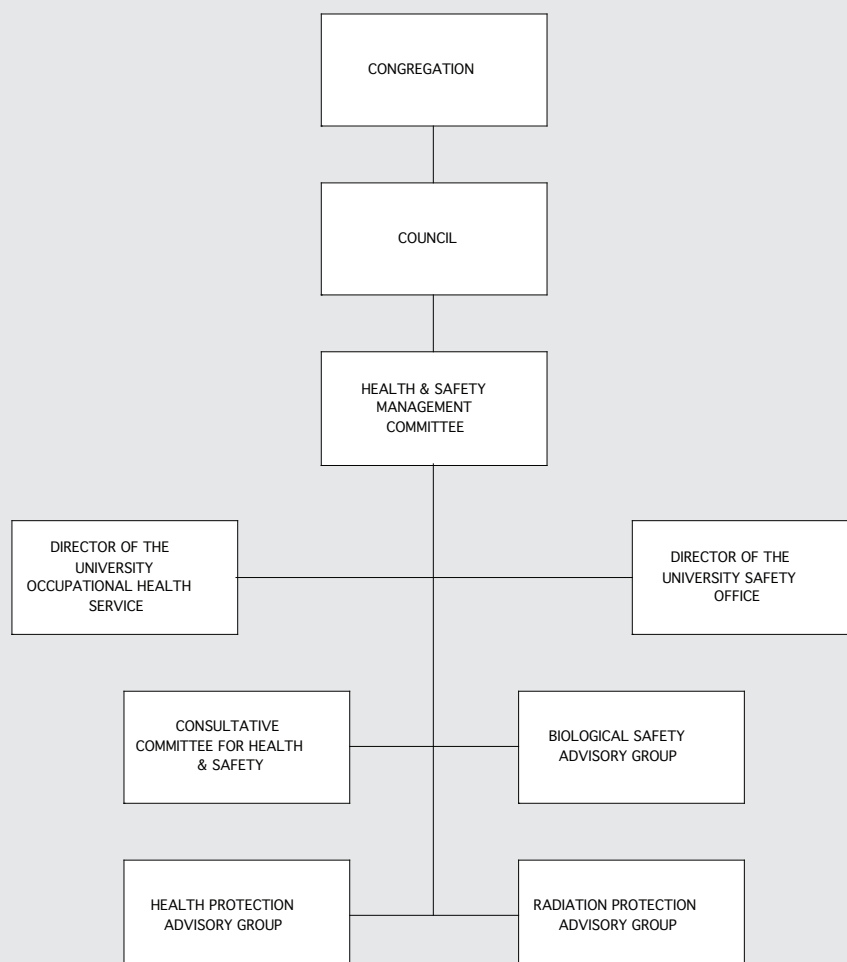 CONGREGATION
COUNCIL
HEALTH & SAFETY
MANAGEMENT
COMMITTEE
DIRECTOR OF THE
UNIVERSITY
OCCUPATIONAL HEALTH
SERVICE
DIRECTOR OF THE
UNIVERSITY SAFETY
OFFICE
CONSULTATIVE
COMMITTEE FOR HEALTH
& SAFETY
BIOLOGICAL SAFETY
ADVISORY GROUP
HEALTH PROTECTION
ADVISORY GROUP
RADIATION PROTECTION
ADVISORY GROUP